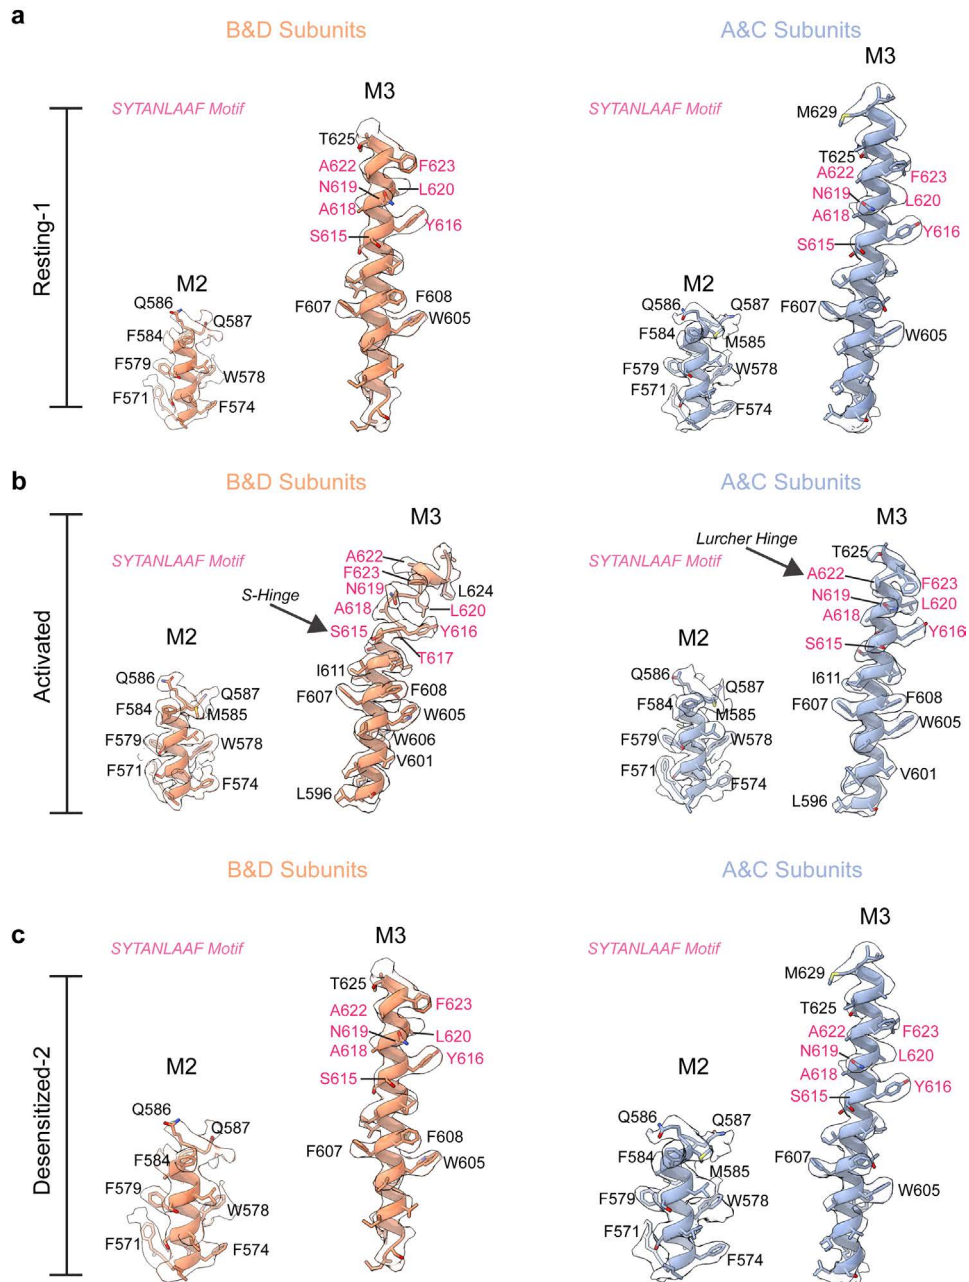 a
B&D Subunits
A&C Subunits
M3
M3
SYTANLAAF Motif
SYTANLAAF Motif
M629
T625
T625
A622
F623
A622
F623
N619
L620
N619
L620
A618
Y616
A618
Y616
S615
S615
Resting-1
M2
M2
Q586
Q587
F607
F608
Q586
Q587
F607
F584
W605
F584
M585
W605
F579
W578
F579
W578
F571
F574
F571
F574
b
B&D Subunits
A&C Subunits
M3
M3
SYTANLAAF Motif
A622
Lurcher Hinge
T625
SYTANLAAF Motif
F623
A622
F623
S-Hinge
N619
L624
N619
L620
A618
L620
A618
Y616
S615
Y616
S615
T617
Activated
M2
M2
I611
I611
Q586
Q587
F607
F608
Q586
Q587
F607
F608
F584
M585
W605
F584
M585
W605
F579
W578
W606
F579
W578
F571
V601
F571
V601
F574
F574
L596
L596
B&D Subunits
A&C Subunits
c
M3
M3
SYTANLAAF Motif
SYTANLAAF Motif
M629
T625
T625
A622
F623
A622
F623
N619
L620
N619
L620
A618
Y616
A618
Y616
S615
S615
Desensitized-2
M2
M2
Q586
Q587
F607
F608
Q586
Q587
F584
W605
F584
M585
F607
F579
W578
F579
W578
W605
F571
F574
F571
F574